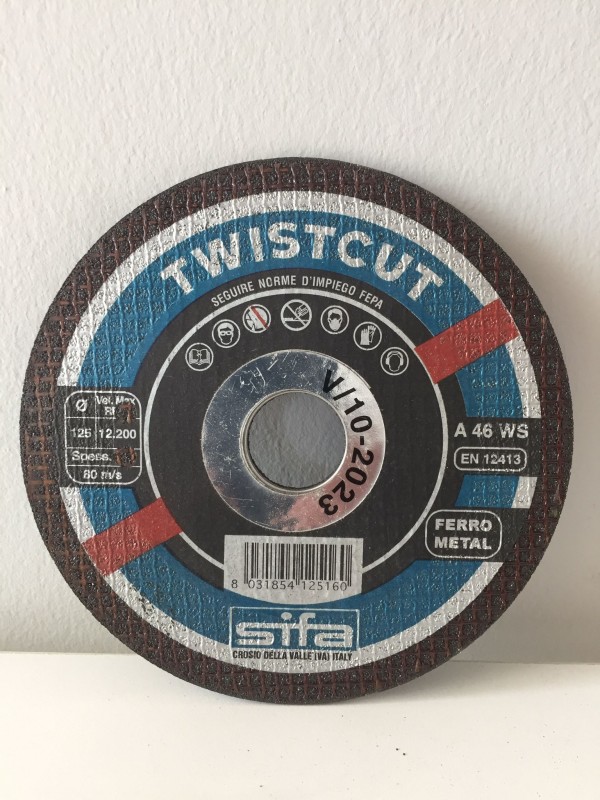 TWISTCUT
SEGUIRE NORME D'IMPIEGO FEPA
V/10-2023
Ø Vel. Max
125 12.200
Spess.
80 m/s
A 46 WS
EN 12413
FERRO
METAL
8 031854 125160
sifa
CROSIO DELLA VALLE (VA) ITALY